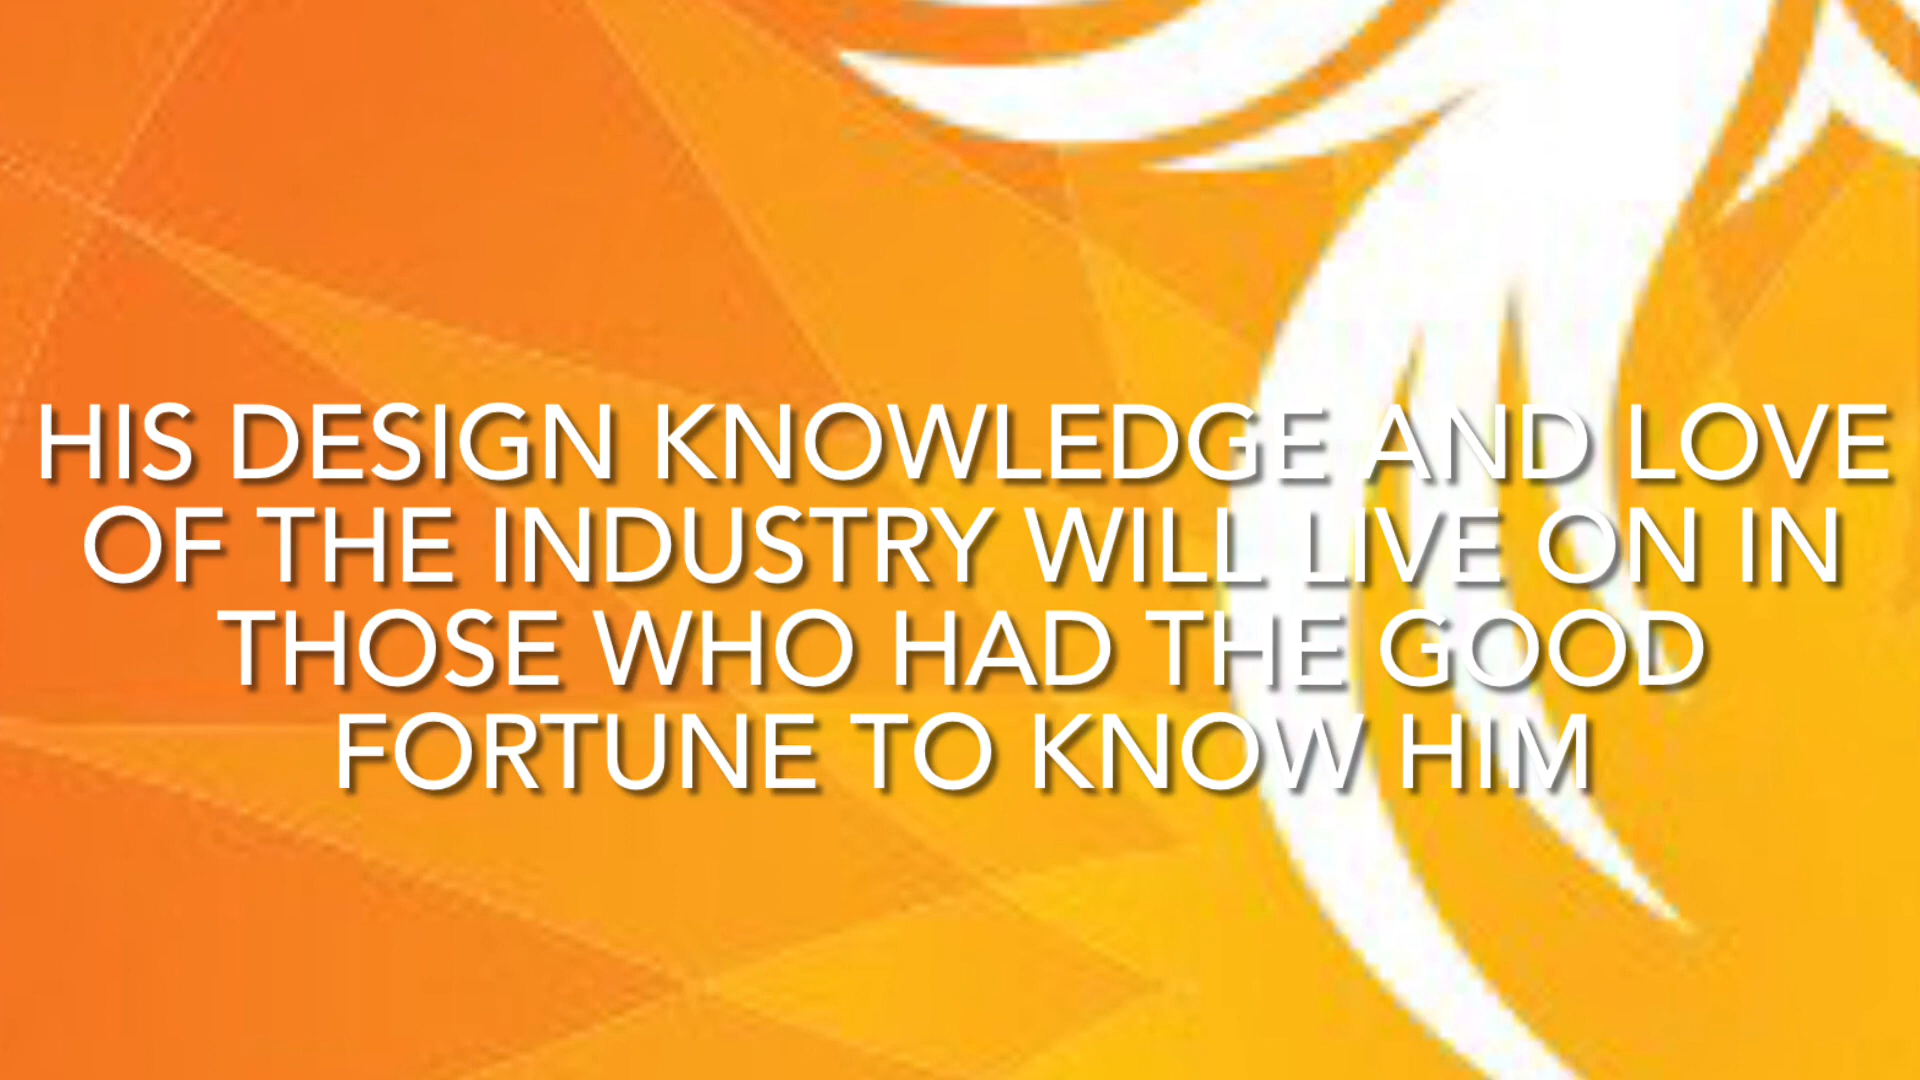 HIS DESIGN KNOWLEDGE AND LOVE
OF THE INDUSTRY WILL LIVE ON IN
THOSE WHO HAD THE GOOD
FORTUNE TO KNOW HIM